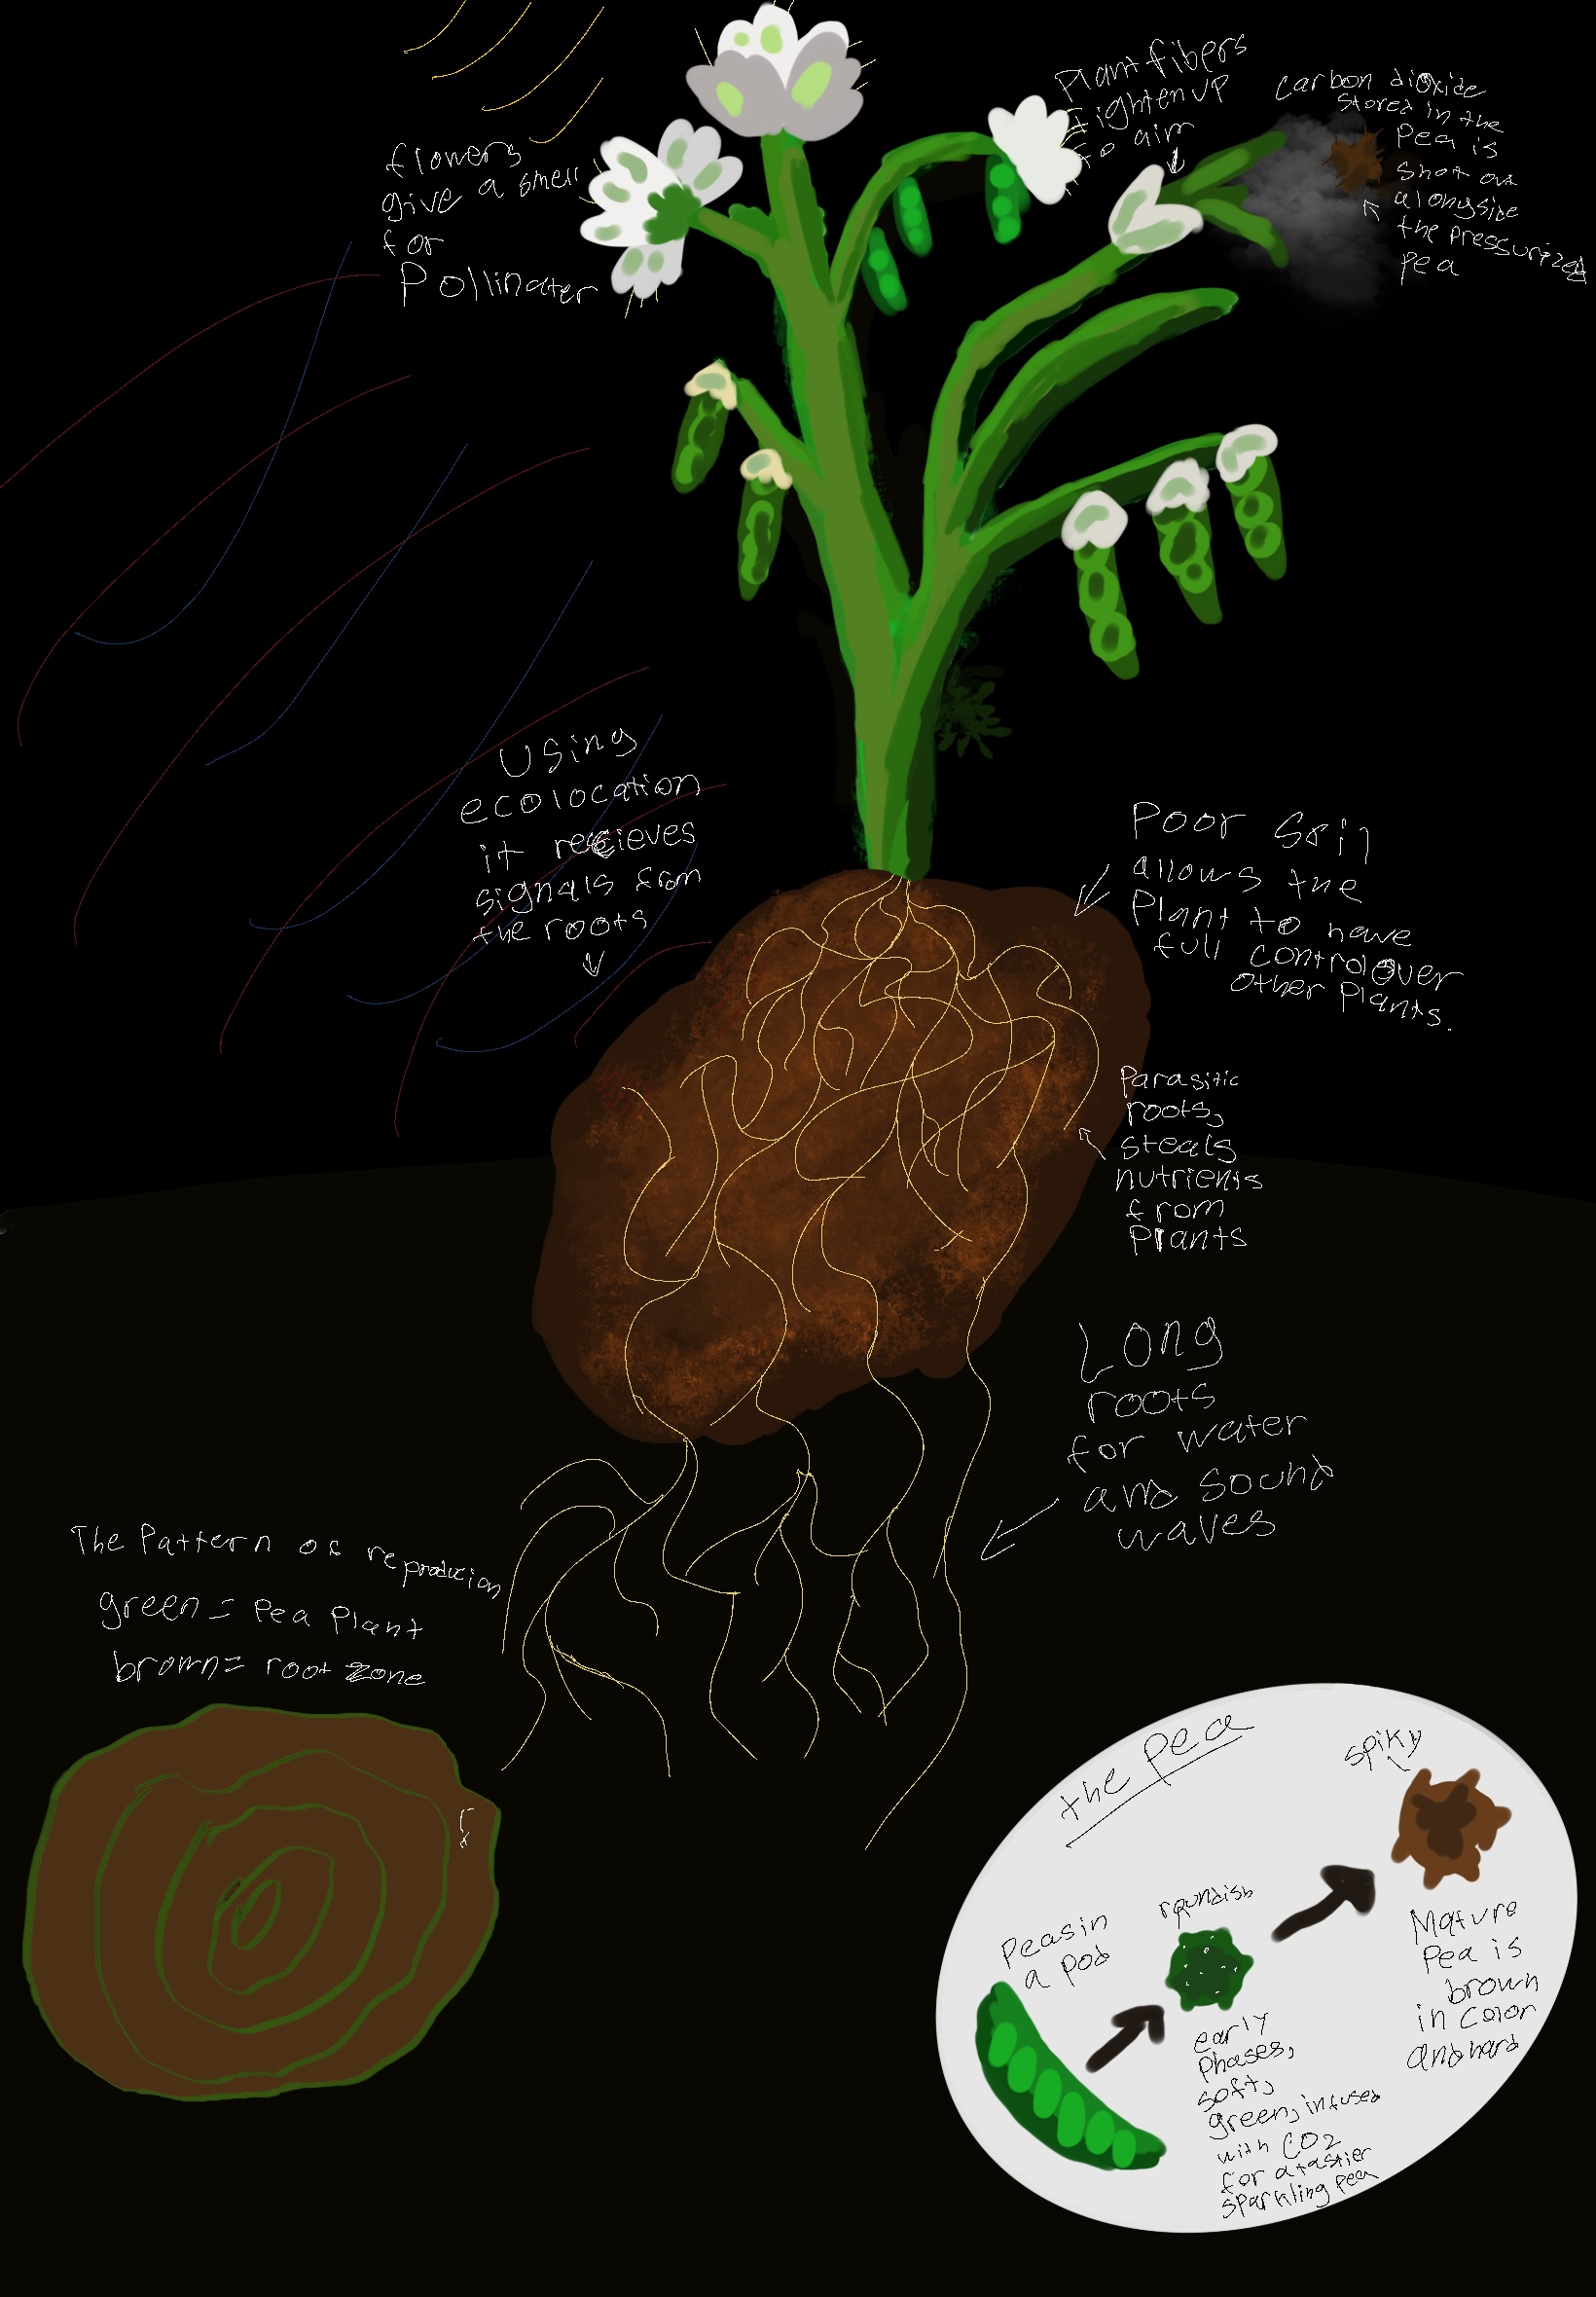 flowers
give a smell
for
Pollinater
Plant fibers
tighten up
to aim
carbon dioxide
stored in the
Pea is
shot out
alongside
the pressurized
pea
Using
ecolocation
it recieves
signals from
the roots
Poor Soil
allows the
Plant to have
full control over
other Plants.
Parasitic
roots,
steals
nutrients
from
Plants
Long
roots
for water
and sound
waves
The Pattern of reproducion
green = Pea Plant
brown = root zone
the Pea
spiky
roundish
Peas in
a pod
early
Phases,
soft,
green, infused
with CO2
for a tastier
sparkling pea
Mature
Pea is
brown
in Color
and hard